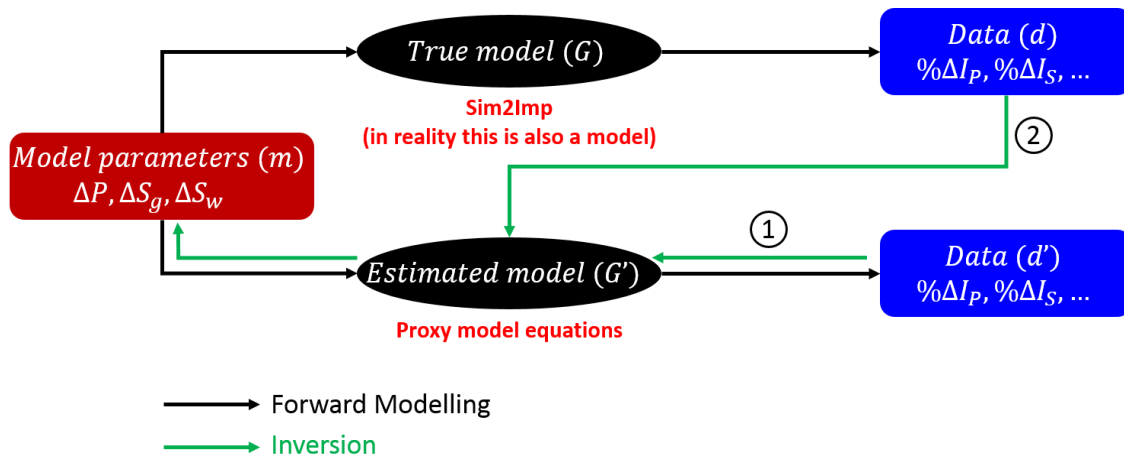 True model (G)
Data (d)
%ΔI_P, %ΔI_S, …
Sim2Imp
(in reality this is also a model)
②
Model parameters (m)
ΔP, ΔS_g, ΔS_w
①
Estimated model (G’)
Data (d’)
%ΔI_P, %ΔI_S, …
Proxy model equations
Forward Modelling
Inversion